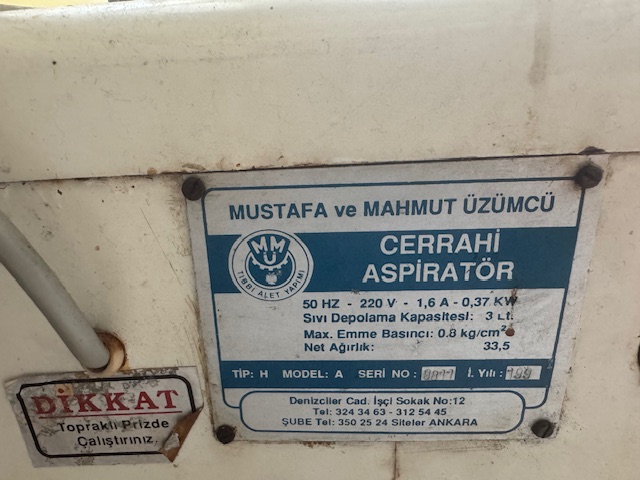 MUSTAFA ve MAHMUT ÜZÜMCÜ
MMÜ
TIBBİ ALET YAPIMI
CERRAHİ
ASPİRATÖR
50 HZ - 220 V - 1,6 A - 0,37 KW
Sıvı Depolama Kapasitesi: 3 Lt.
Max. Emme Basıncı: 0.8 kg/cm²
Net Ağırlık: 33,5
TİP: H MODEL: A SERİ NO: İ. Yılı:
Denizciler Cad. İşçi Sokak No:12
Tel: 324 34 63 - 312 54 45
ŞUBE Tel: 350 25 24 Siteler ANKARA
DİKKAT
Topraklı Prizde
Çalıştırınız